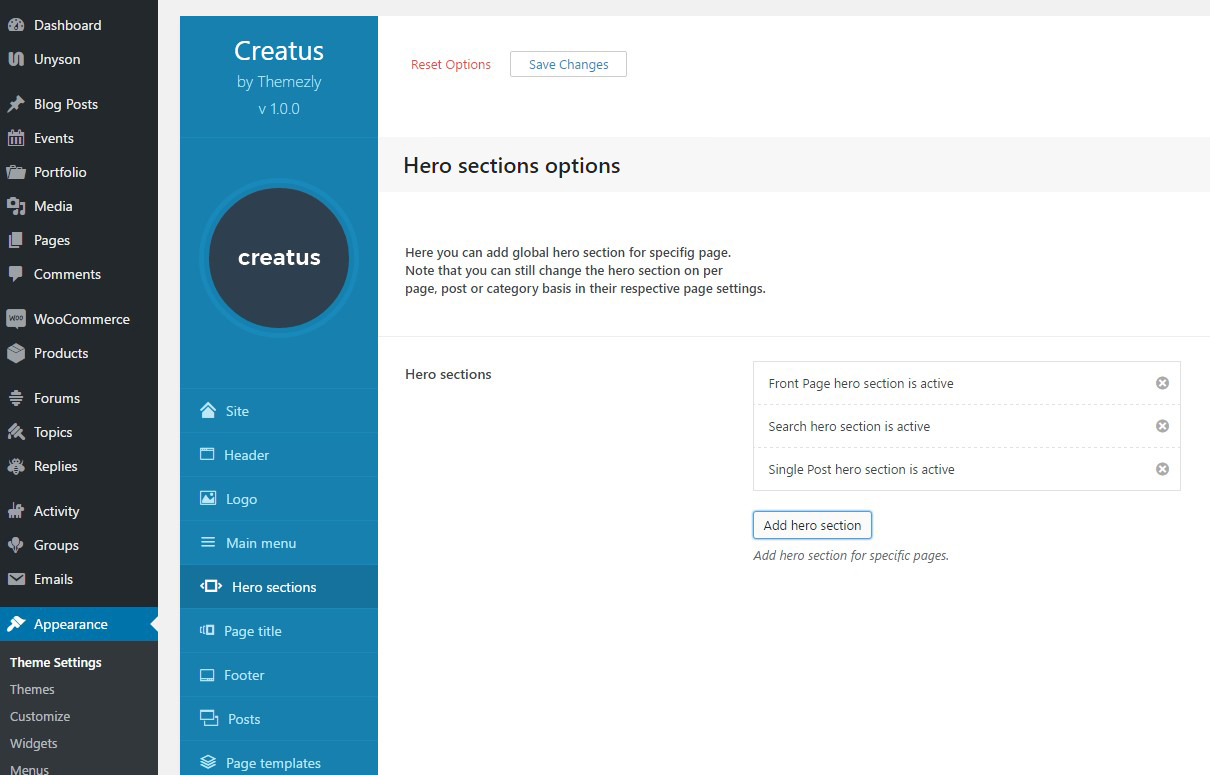 Dashboard
Unyson
Blog Posts
Events
Portfolio
Media
Pages
Comments
WOO
WooCommerce
Products
Forums
Topics
Replies
Activity
Groups
Emails
Appearance
Theme Settings
Themes
Customize
Widgets
Menus
Creatus
by Themezly
v 1.0.0
creatus
Site
Header
Logo
Main menu
Hero sections
Page title
Footer
Posts
Page templates
Reset Options
Save Changes
Hero sections options
Here you can add global hero section for specifig page.
Note that you can still change the hero section on per
page, post or category basis in their respective page settings.
Hero sections
Front Page hero section is active
Search hero section is active
Single Post hero section is active
Add hero section
Add hero section for specific pages.